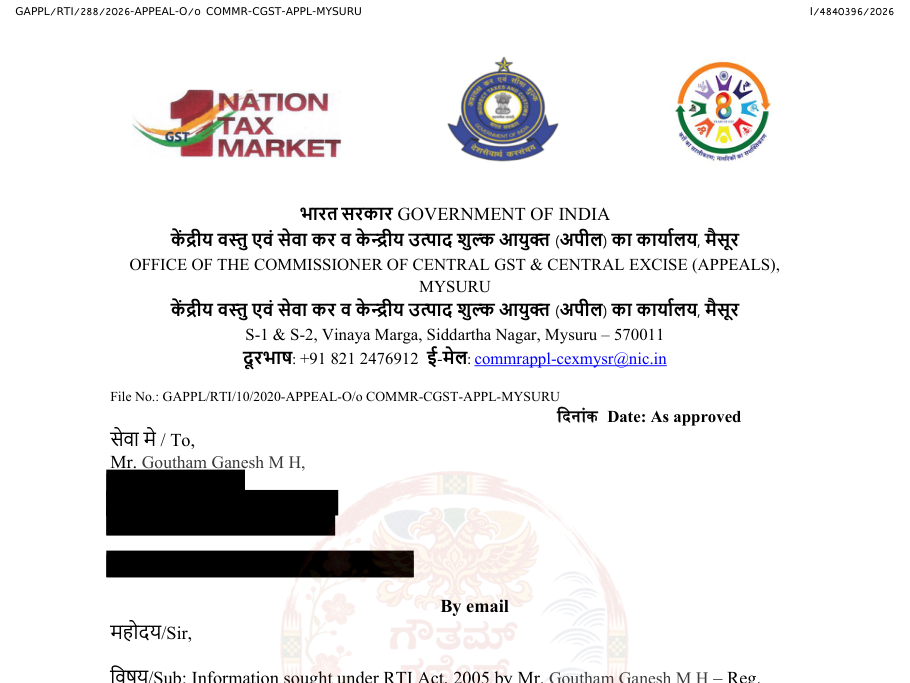 GAPPL/RTI/288/2026-APPEAL-O/o COMMR-CGST-APPL-MYSURU
I/4840396/2026
1 NATION
TAX
MARKET
GST
भारत सरकार GOVERNMENT OF INDIA
केंद्रीय वस्तु एवं सेवा कर व केन्द्रीय उत्पाद शुल्क आयुक्त (अपील) का कार्यालय, मैसूर
OFFICE OF THE COMMISSIONER OF CENTRAL GST & CENTRAL EXCISE (APPEALS),
MYSURU
केंद्रीय वस्तु एवं सेवा कर व केन्द्रीय उत्पाद शुल्क आयुक्त (अपील) का कार्यालय, मैसूर
S-1 & S-2, Vinaya Marga, Siddartha Nagar, Mysuru – 570011
दूरभाष: +91 821 2476912 ई-मेल: commrappl-cexmysr@nic.in
File No.: GAPPL/RTI/10/2020-APPEAL-O/o COMMR-CGST-APPL-MYSURU
दिनांक Date: As approved
सेवा मे / To,
Mr. Goutham Ganesh M H,
By email
महोदय/Sir,
ಗೌತಮ್
ಗಣೇಶ್
विषय/Sub: Information sought under RTI Act, 2005 by Mr. Goutham Ganesh M H – Reg.